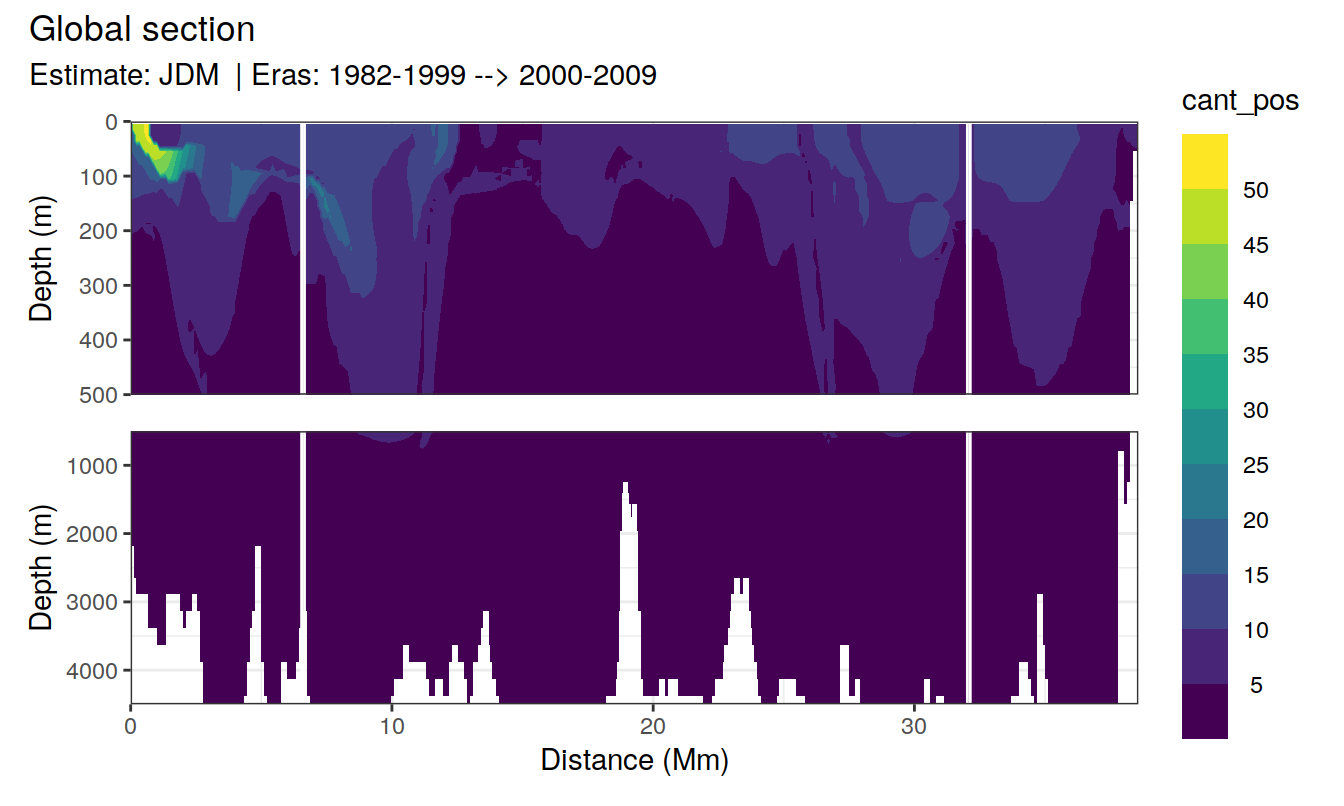 Global section
Estimate: JDM | Eras: 1982-1999 --> 2000-2009
cant_pos
50
45
40
35
30
25
20
15
10
5
Depth (m)
0
100
200
300
400
500
Depth (m)
1000
2000
3000
4000
0 10 20 30
Distance (Mm)